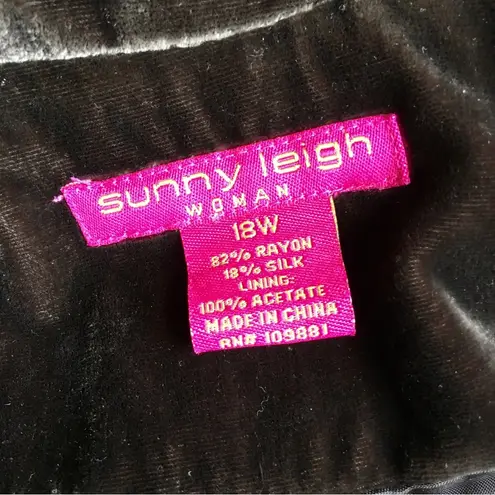 sunny leigh
WOMAN
18W
82% RAYON
18% SILK
LINING:
100% ACETATE
MADE IN CHINA
RN# 109881